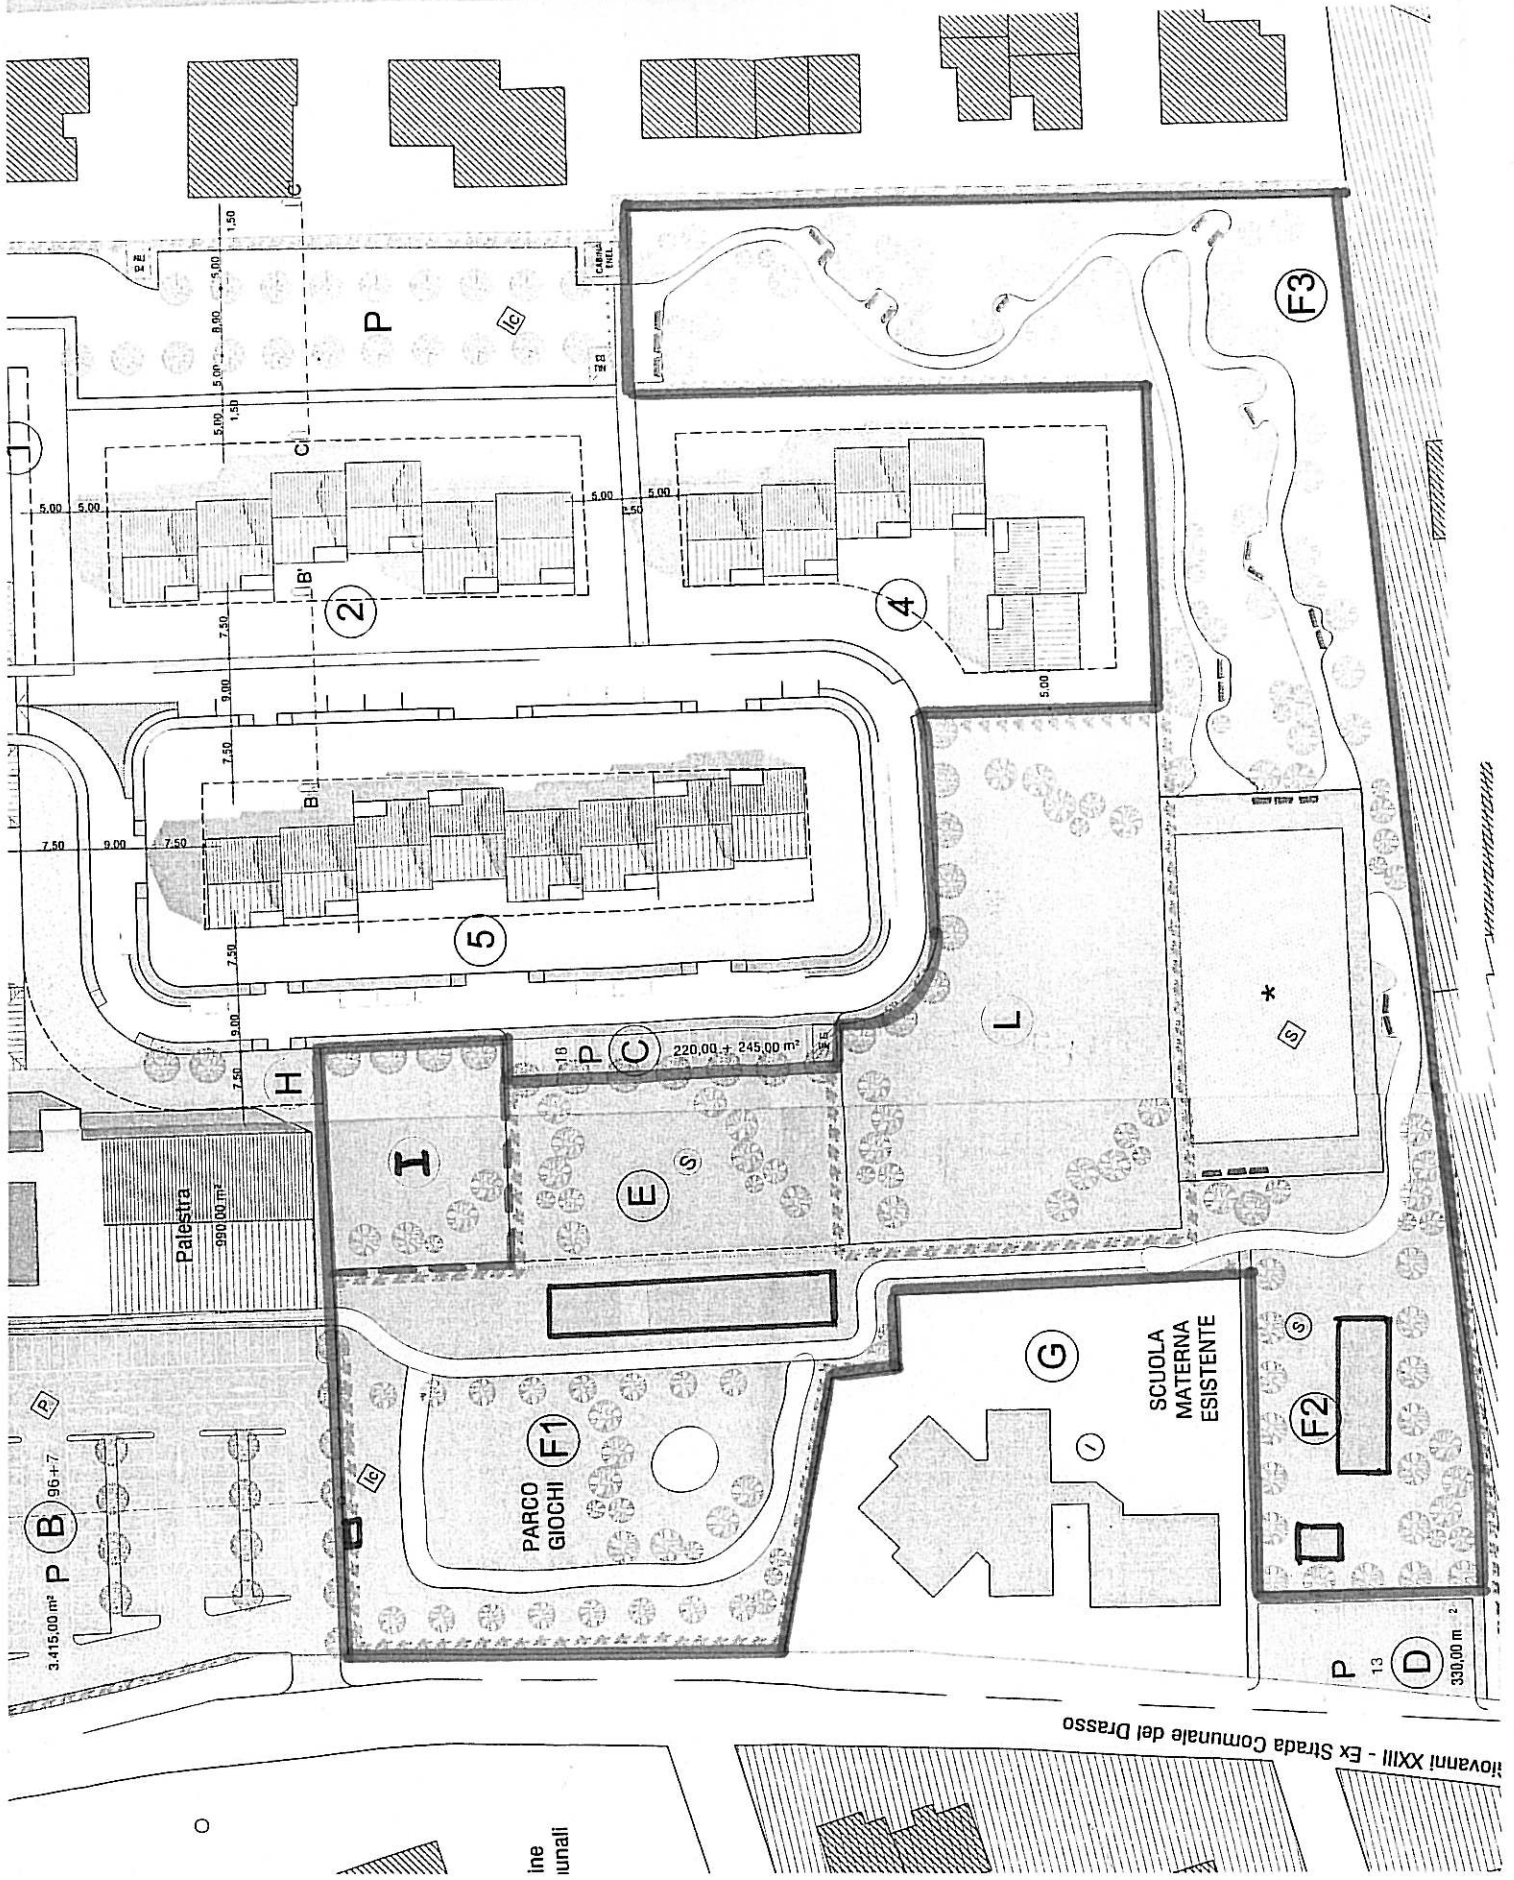 1
2
4
5
P
Ic
CABINA
ENEL
F3
C'
C
B'
B
1,50
5,00
8,90
5,00
1,50
5,00
5,00
5,00
5,00
5,00
2,50
7,50
9,00
7,50
5,00
7,50
9,00
7,50
7,50
9,00
7,50
H
18
P
C
220,00 + 245,00 m²
L
*
S
I
E
S
Palestra
990,00 m²
P
B
96+7
3.415,00 m²
P
Ic
F1
PARCO
GIOCHI
G
SCUOLA
MATERNA
ESISTENTE
I
S
F2
P
13
D
330,00 m²
iovanni XXIII - Ex Strada Comunale del Drasso
ine
unali